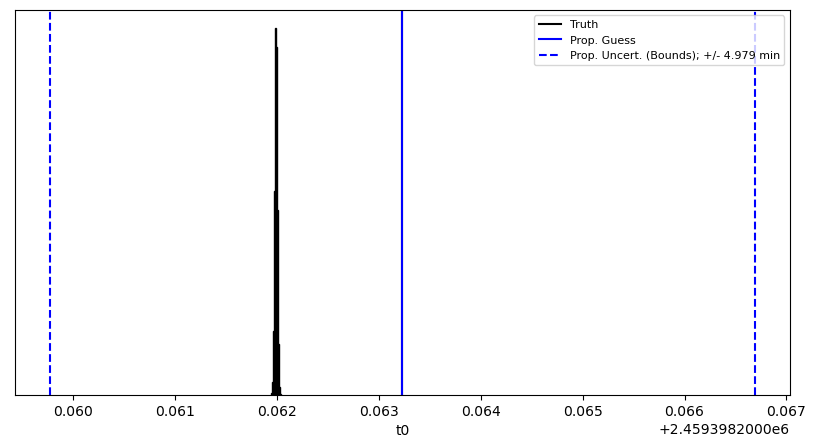 Truth
Prop. Guess
Prop. Uncert. (Bounds); +/- 4.979 min
0.060 0.061 0.062 0.063 0.064 0.065 0.066 0.067
t0
+2.4593982000e6